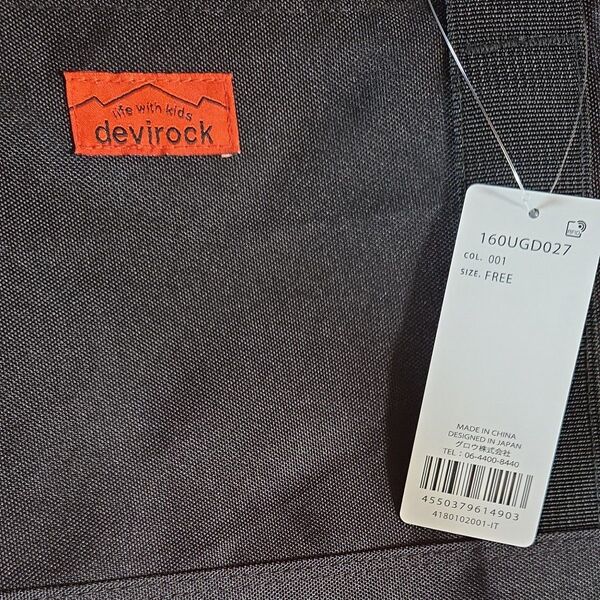 life with kids
devirock
RFID
160UGD027
COL. 001
SIZE. FREE
MADE IN CHINA
DESIGNED IN JAPAN
グロウ株式会社
TEL : 06-4400-8440
4550379614903
4180102001-IT